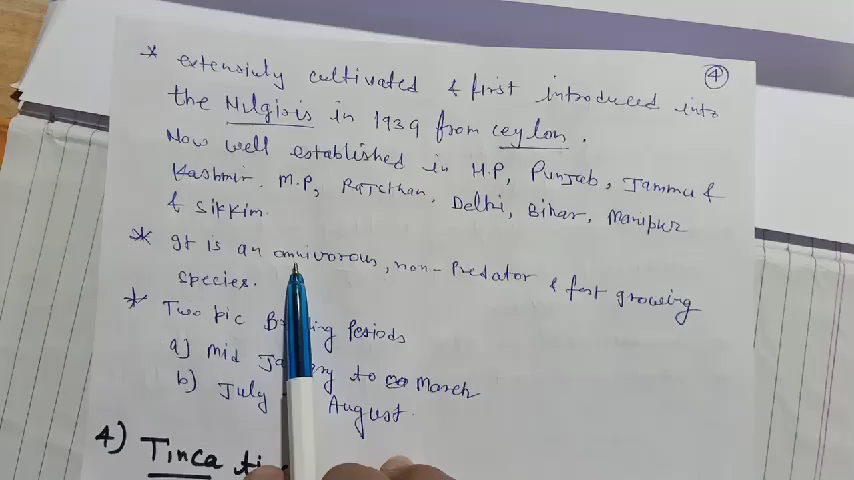 4
* extensivly cultivated & first introduced into
the Nilgiris in 1939 from ceylon.
Now well established in H.P, Punjab, Jammu &
Kashmir. M.P, Rajsthan, Delhi, Bihar, Manipur
& Sikkim.
* It is an omnivorous, non-Predator & fast growing
species.
* Two pic Periods
a) mid to March
b) July August.
4) Tinca